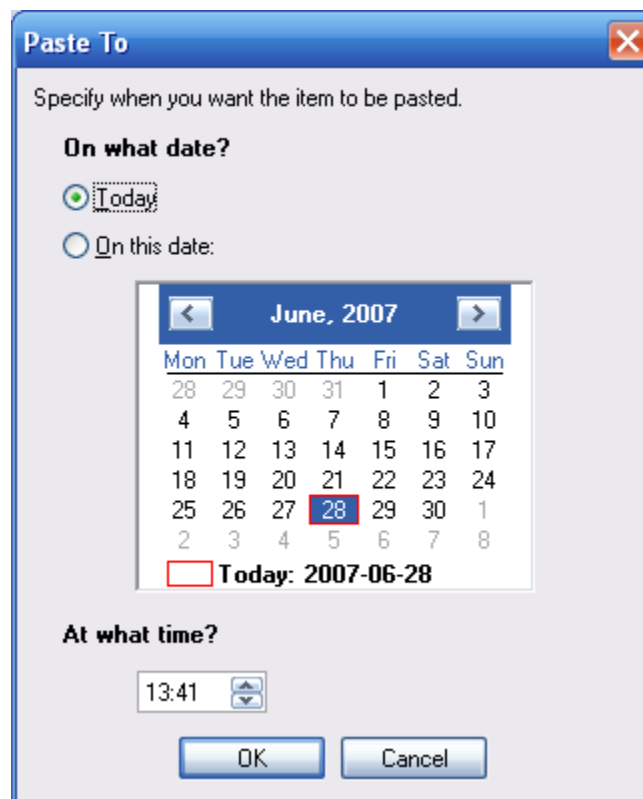 Paste To
Specify when you want the item to be pasted.
On what date?
Today
On this date:
June, 2007
Mon Tue Wed Thu Fri Sat Sun
28 29 30 31 1 2 3
4 5 6 7 8 9 10
11 12 13 14 15 16 17
18 19 20 21 22 23 24
25 26 27 28 29 30 1
2 3 4 5 6 7 8
Today: 2007-06-28
At what time?
13:41
OK Cancel